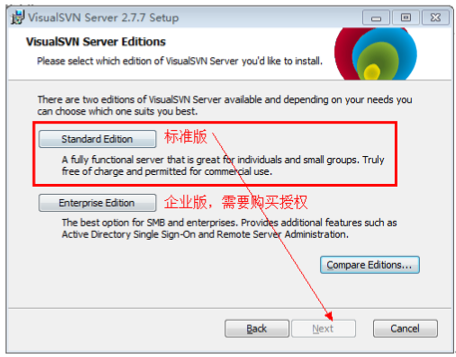 VisualSVN Server 2.7.7 Setup
VisualSVN Server Editions
Please select which edition of VisualSVN Server you'd like to install.
There are two editions of VisualSVN Server available and depending on your needs you
can choose which one suits you best.
Standard Edition 标准版
A fully functional server that is great for individuals and small groups. Truly
free of charge and permitted for commercial use.
Enterprise Edition 企业版，需要购买授权
The best option for SMB and enterprises. Provides additional features such as
Active Directory Single Sign-On and Remote Server Administration.
Compare Editions...
Back Next Cancel